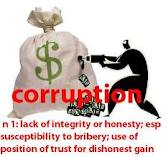 $
corruption
n 1: lack of integrity or honesty; esp
susceptibility to bribery; use of
position of trust for dishonest gain